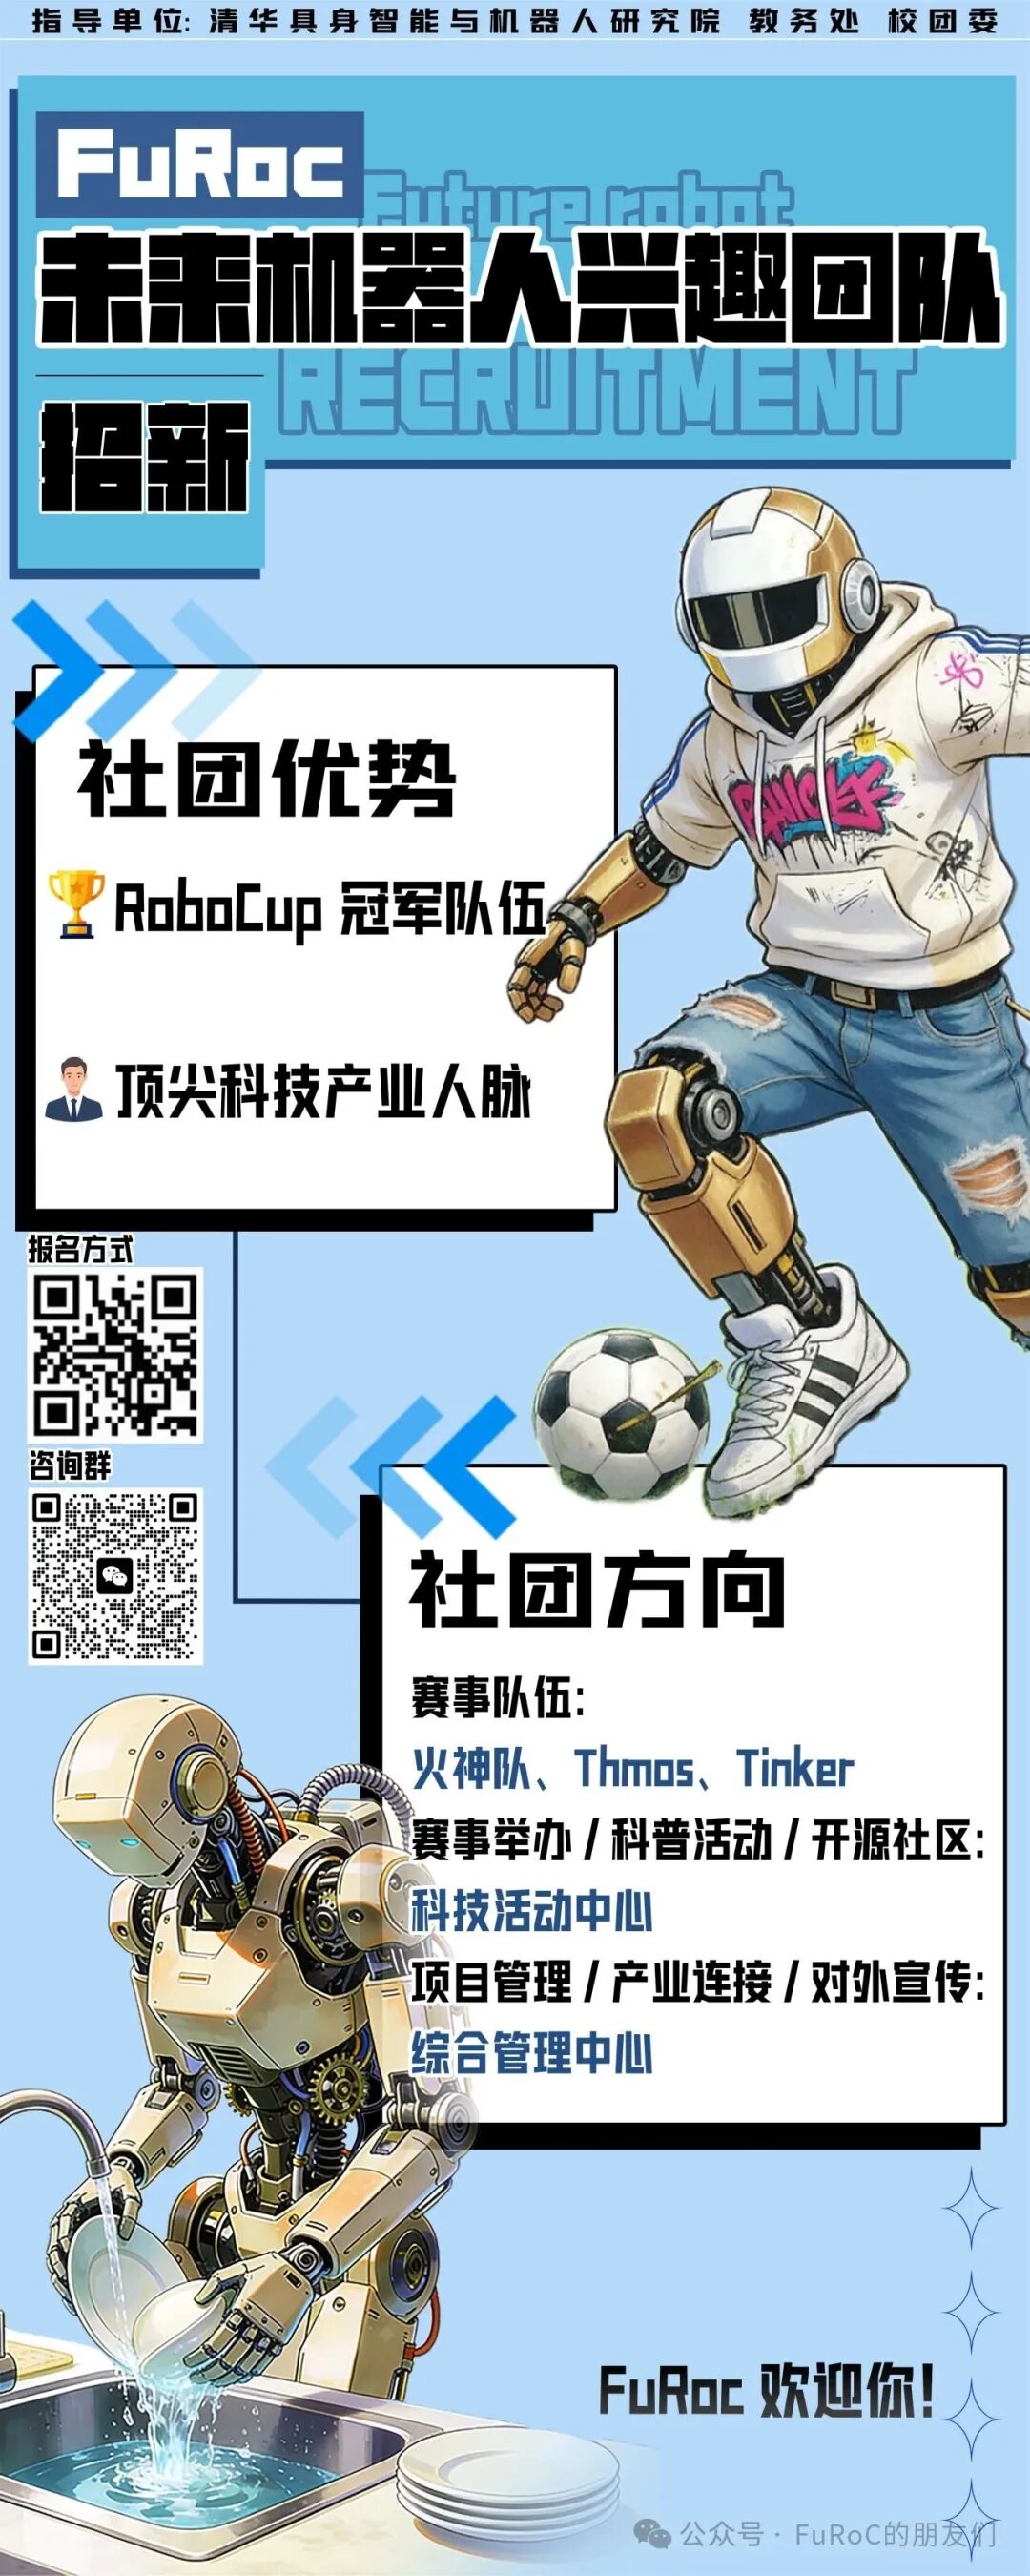 指导单位: 清华具身智能与机器人研究院 教务处 校团委
FuRoc
Future robot
未来机器人兴趣团队
RECRUITMENT
招新
社团优势
RoboCup 冠军队伍
顶尖科技产业人脉
报名方式
咨询群
社团方向
赛事队伍:
火神队、Thmos、Tinker
赛事举办 / 科普活动 / 开源社区:
科技活动中心
项目管理 / 产业连接 / 对外宣传:
综合管理中心
FuRoc 欢迎你!
公众号 · FuRoC的朋友们